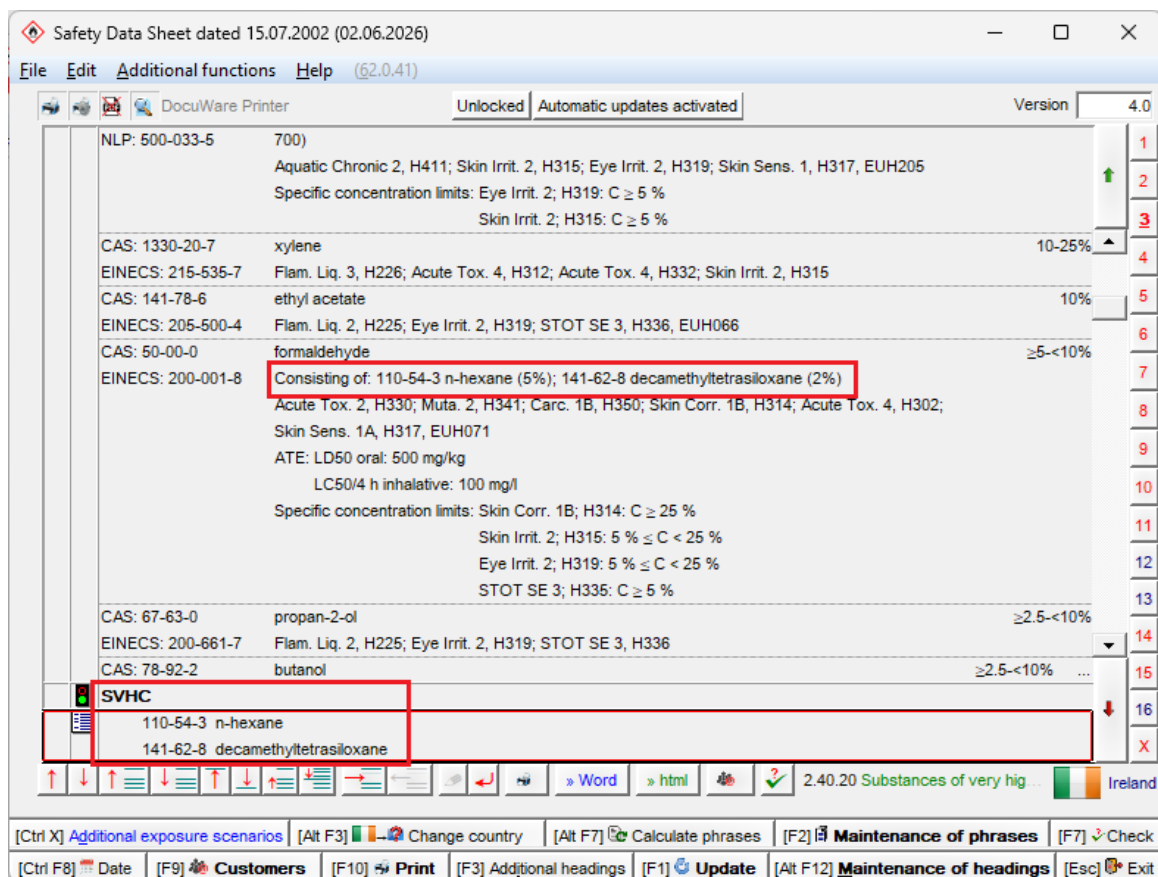 Safety Data Sheet dated 15.07.2002 (02.06.2026)
File Edit Additional functions Help (62.0.41)
DocuWare Printer Unlocked Automatic updates activated Version 4.0
NLP: 500-033-5 700)
Aquatic Chronic 2, H411; Skin Irrit. 2, H315; Eye Irrit. 2, H319; Skin Sens. 1, H317, EUH205
Specific concentration limits: Eye Irrit. 2; H319: C ≥ 5 %
Skin Irrit. 2; H315: C ≥ 5 %
CAS: 1330-20-7 xylene 10-25%
EINECS: 215-535-7 Flam. Liq. 3, H226; Acute Tox. 4, H312; Acute Tox. 4, H332; Skin Irrit. 2, H315
CAS: 141-78-6 ethyl acetate 10%
EINECS: 205-500-4 Flam. Liq. 2, H225; Eye Irrit. 2, H319; STOT SE 3, H336, EUH066
CAS: 50-00-0 formaldehyde ≥5-<10%
EINECS: 200-001-8 Consisting of: 110-54-3 n-hexane (5%); 141-62-8 decamethyltetrasiloxane (2%)
Acute Tox. 2, H330; Muta. 2, H341; Carc. 1B, H350; Skin Corr. 1B, H314; Acute Tox. 4, H302;
Skin Sens. 1A, H317, EUH071
ATE: LD50 oral: 500 mg/kg
LC50/4 h inhalative: 100 mg/l
Specific concentration limits: Skin Corr. 1B; H314: C ≥ 25 %
Skin Irrit. 2; H315: 5 % ≤ C < 25 %
Eye Irrit. 2; H319: 5 % ≤ C < 25 %
STOT SE 3; H335: C ≥ 5 %
CAS: 67-63-0 propan-2-ol ≥2.5-<10%
EINECS: 200-661-7 Flam. Liq. 2, H225; Eye Irrit. 2, H319; STOT SE 3, H336
CAS: 78-92-2 butanol ≥2.5-<10% ...
SVHC
110-54-3 n-hexane
141-62-8 decamethyltetrasiloxane
1
2
3
4
5
6
7
8
9
10
11
12
13
14
15
16
X
» Word » html 2.40.20 Substances of very hig... Ireland
[Ctrl X] Additional exposure scenarios [Alt F3] Change country [Alt F7] Calculate phrases [F2] Maintenance of phrases [F7] Check
[Ctrl F8] Date [F9] Customers [F10] Print [F3] Additional headings [F1] Update [Alt F12] Maintenance of headings [Esc] Exit